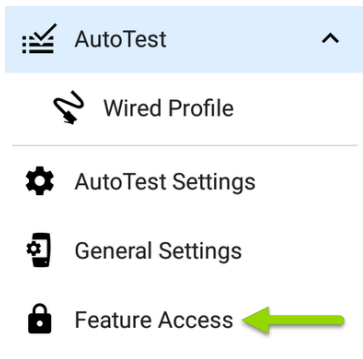 AutoTest
Wired Profile
AutoTest Settings
General Settings
Feature Access